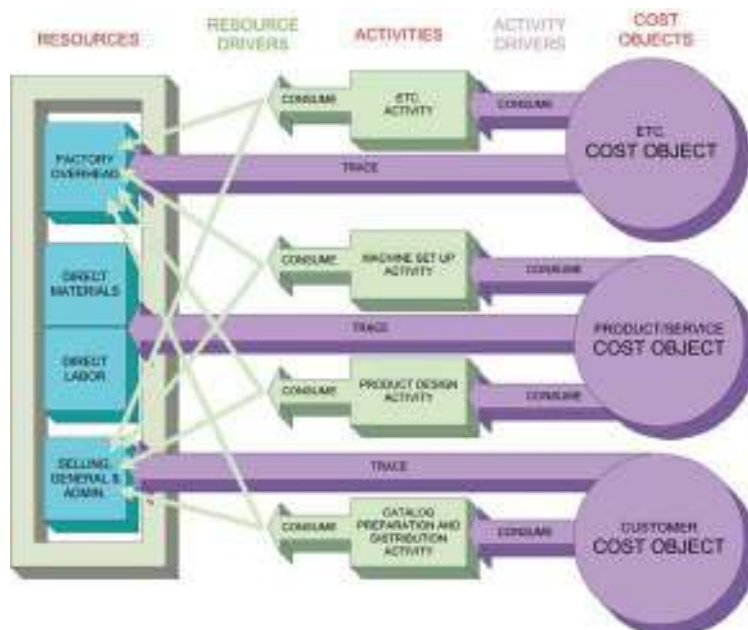 RESOURCES
RESOURCE
DRIVERS
ACTIVITIES
ACTIVITY
DRIVERS
COST
OBJECTS
CONSUME
ETC.
ACTIVITY
CONSUME
ETC.
COST OBJECT
FACTORY
OVERHEAD
TRACE
CONSUME
MACHINE SET UP
ACTIVITY
CONSUME
DIRECT
MATERIALS
TRACE
PRODUCT/SERVICE
COST OBJECT
DIRECT
LABOR
CONSUME
PRODUCT DESIGN
ACTIVITY
CONSUME
SELLING,
GENERAL &
ADMIN.
TRACE
CONSUME
CATALOG
PREPARATION AND
DISTRIBUTION
ACTIVITY
CONSUME
CUSTOMER
COST OBJECT